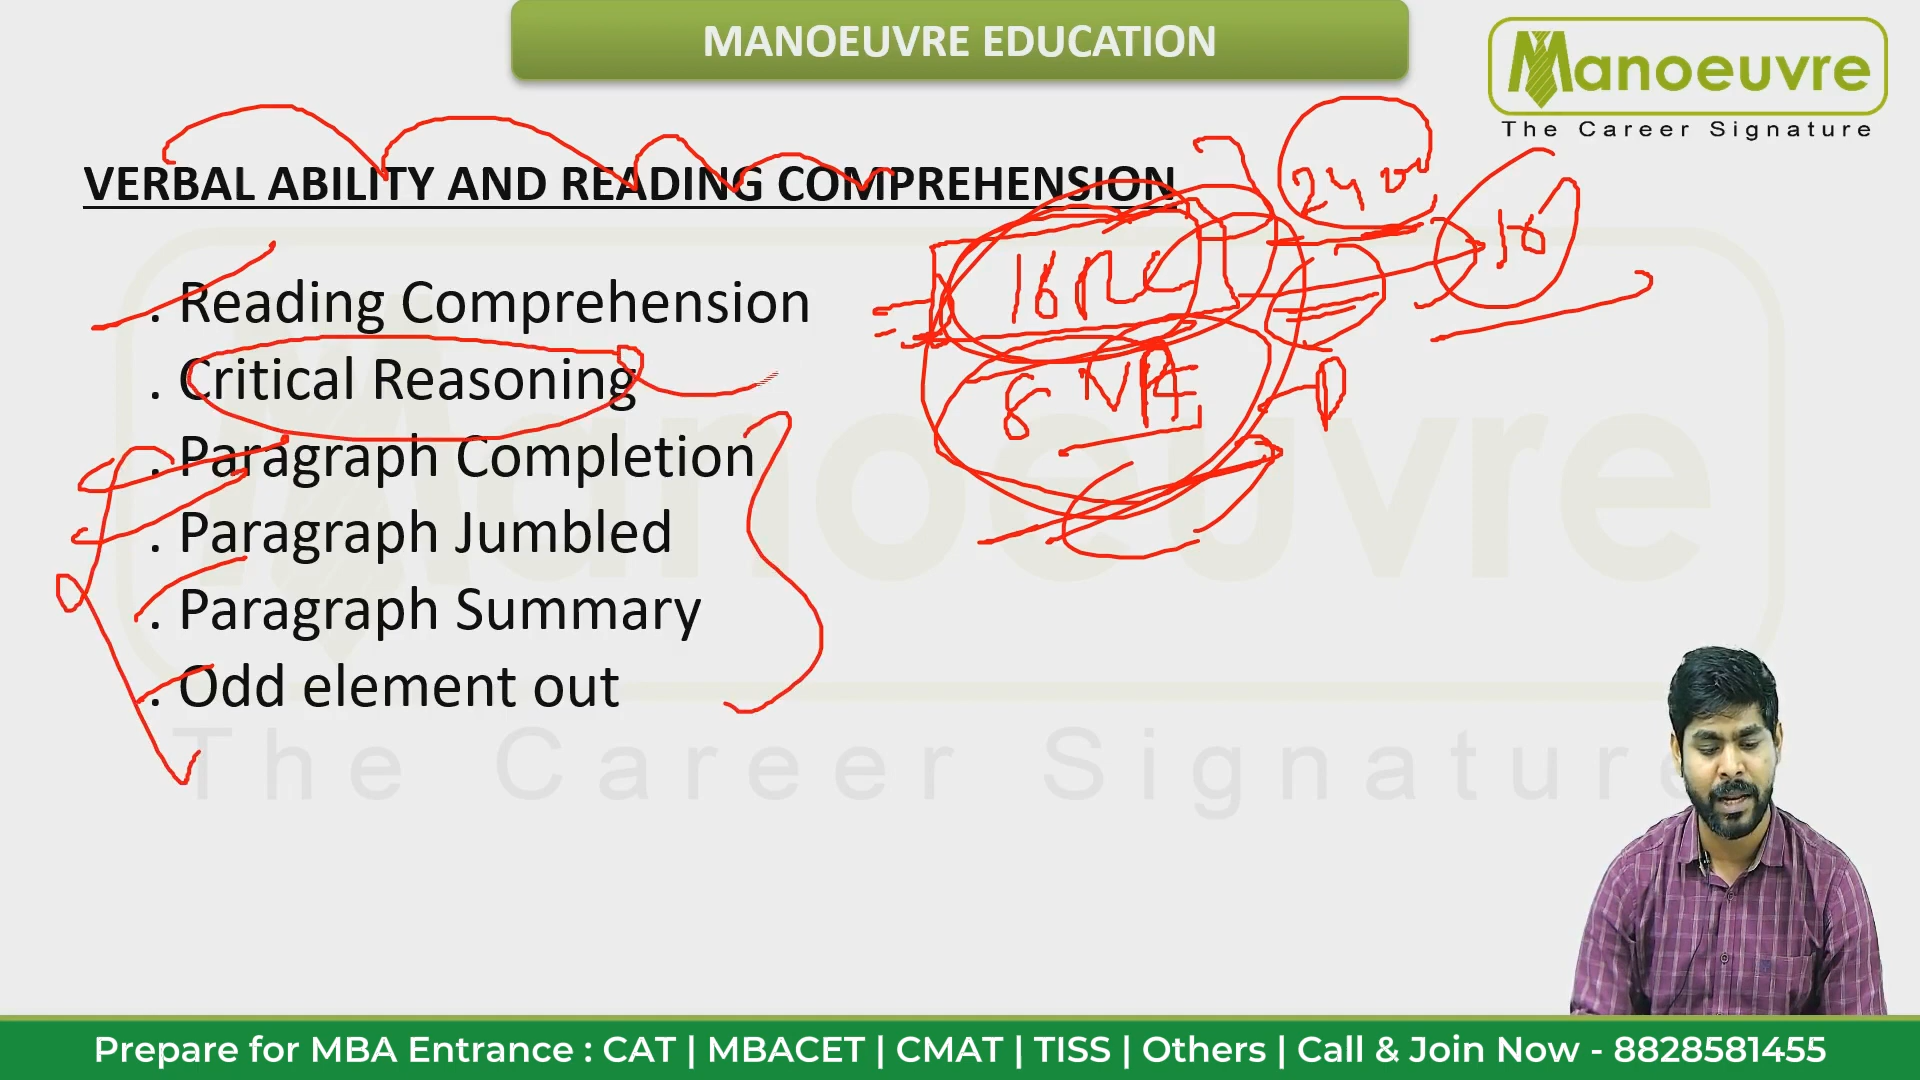 MANOEUVRE EDUCATION
Manoeuvre
The Career Signature
VERBAL ABILITY AND READING COMPREHENSION
24
16
16 RC
8 VA
. Reading Comprehension
. Critical Reasoning
. Paragraph Completion
. Paragraph Jumbled
. Paragraph Summary
. Odd element out
Manoeuvre
The Career Signature
Prepare for MBA Entrance : CAT | MBACET | CMAT | TISS | Others | Call & Join Now - 8828581455